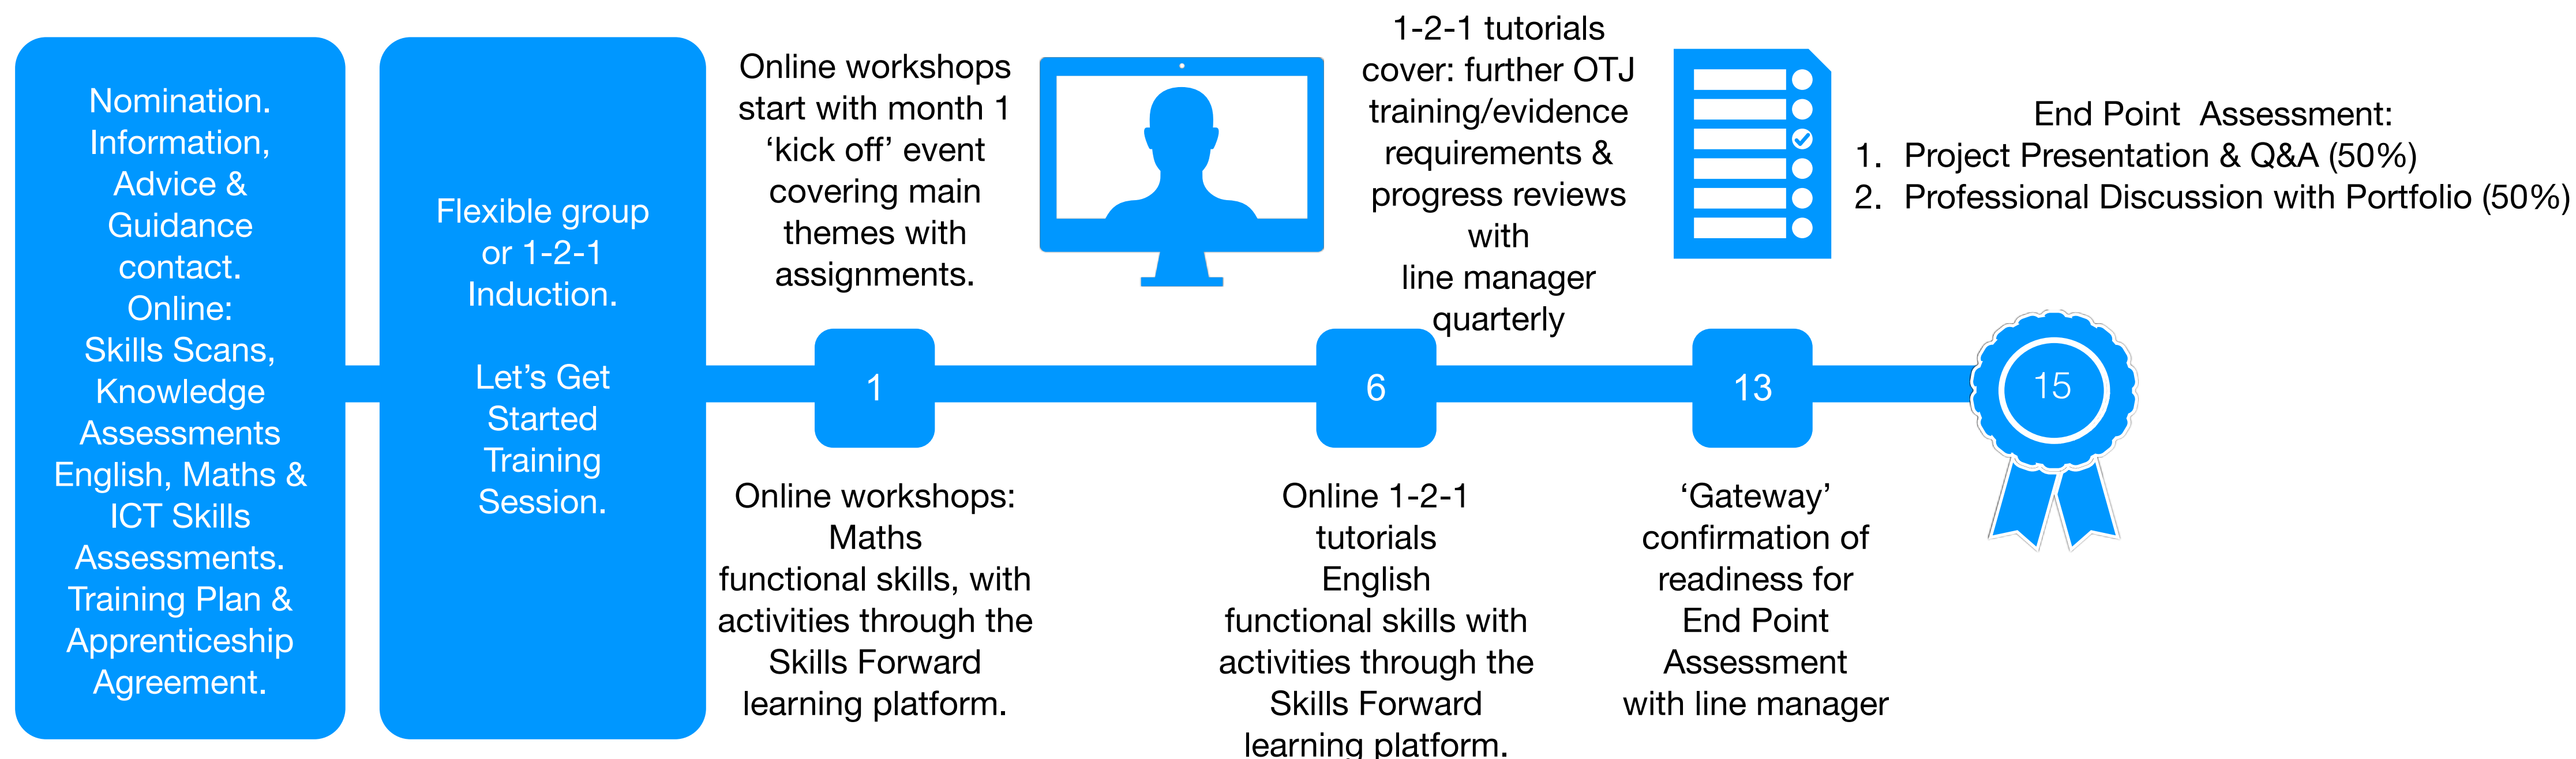 Nomination.
Information,
Advice &
Guidance
contact.
Online:
Skills Scans,
Knowledge
Assessments
English, Maths &
ICT Skills
Assessments.
Training Plan &
Apprenticeship
Agreement.
Flexible group
or 1-2-1
Induction.
Let’s Get
Started
Training
Session.
Online workshops
start with month 1
‘kick off’ event
covering main
themes with
assignments.
1
Online workshops:
Maths
functional skills, with
activities through the
Skills Forward
learning platform.
1-2-1 tutorials
cover: further OTJ
training/evidence
requirements &
progress reviews
with
line manager
quarterly
6
Online 1-2-1
tutorials
English
functional skills with
activities through the
Skills Forward
learning platform.
13
‘Gateway’
confirmation of
readiness for
End Point
Assessment
with line manager
End Point  Assessment:
1. Project Presentation & Q&A (50%)
2. Professional Discussion with Portfolio (50%)
15